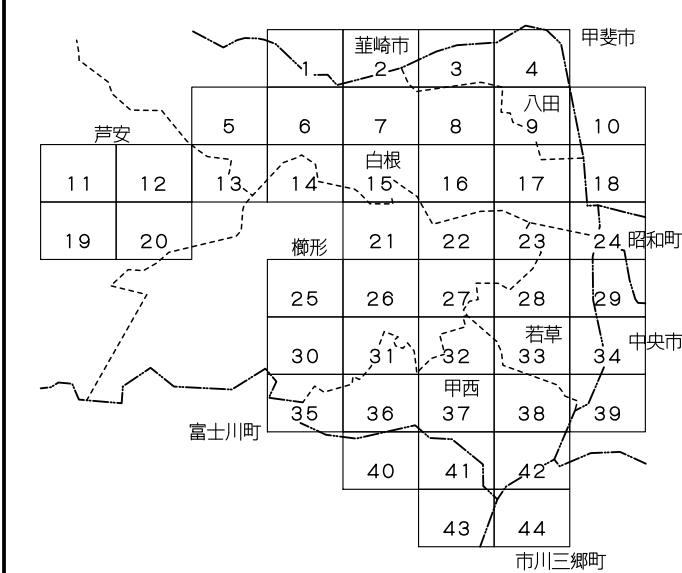 韮崎市 甲斐市
1 2 3 4
八田
5 6 7 8 9 10
芦安 白根
11 12 13 14 15 16 17 18
19 20 櫛形 21 22 23 24 昭和町
25 26 27 28 29
若草 中央市
30 31 32 33 34
甲西
富士川町 35 36 37 38 39
40 41 42
43 44
市川三郷町